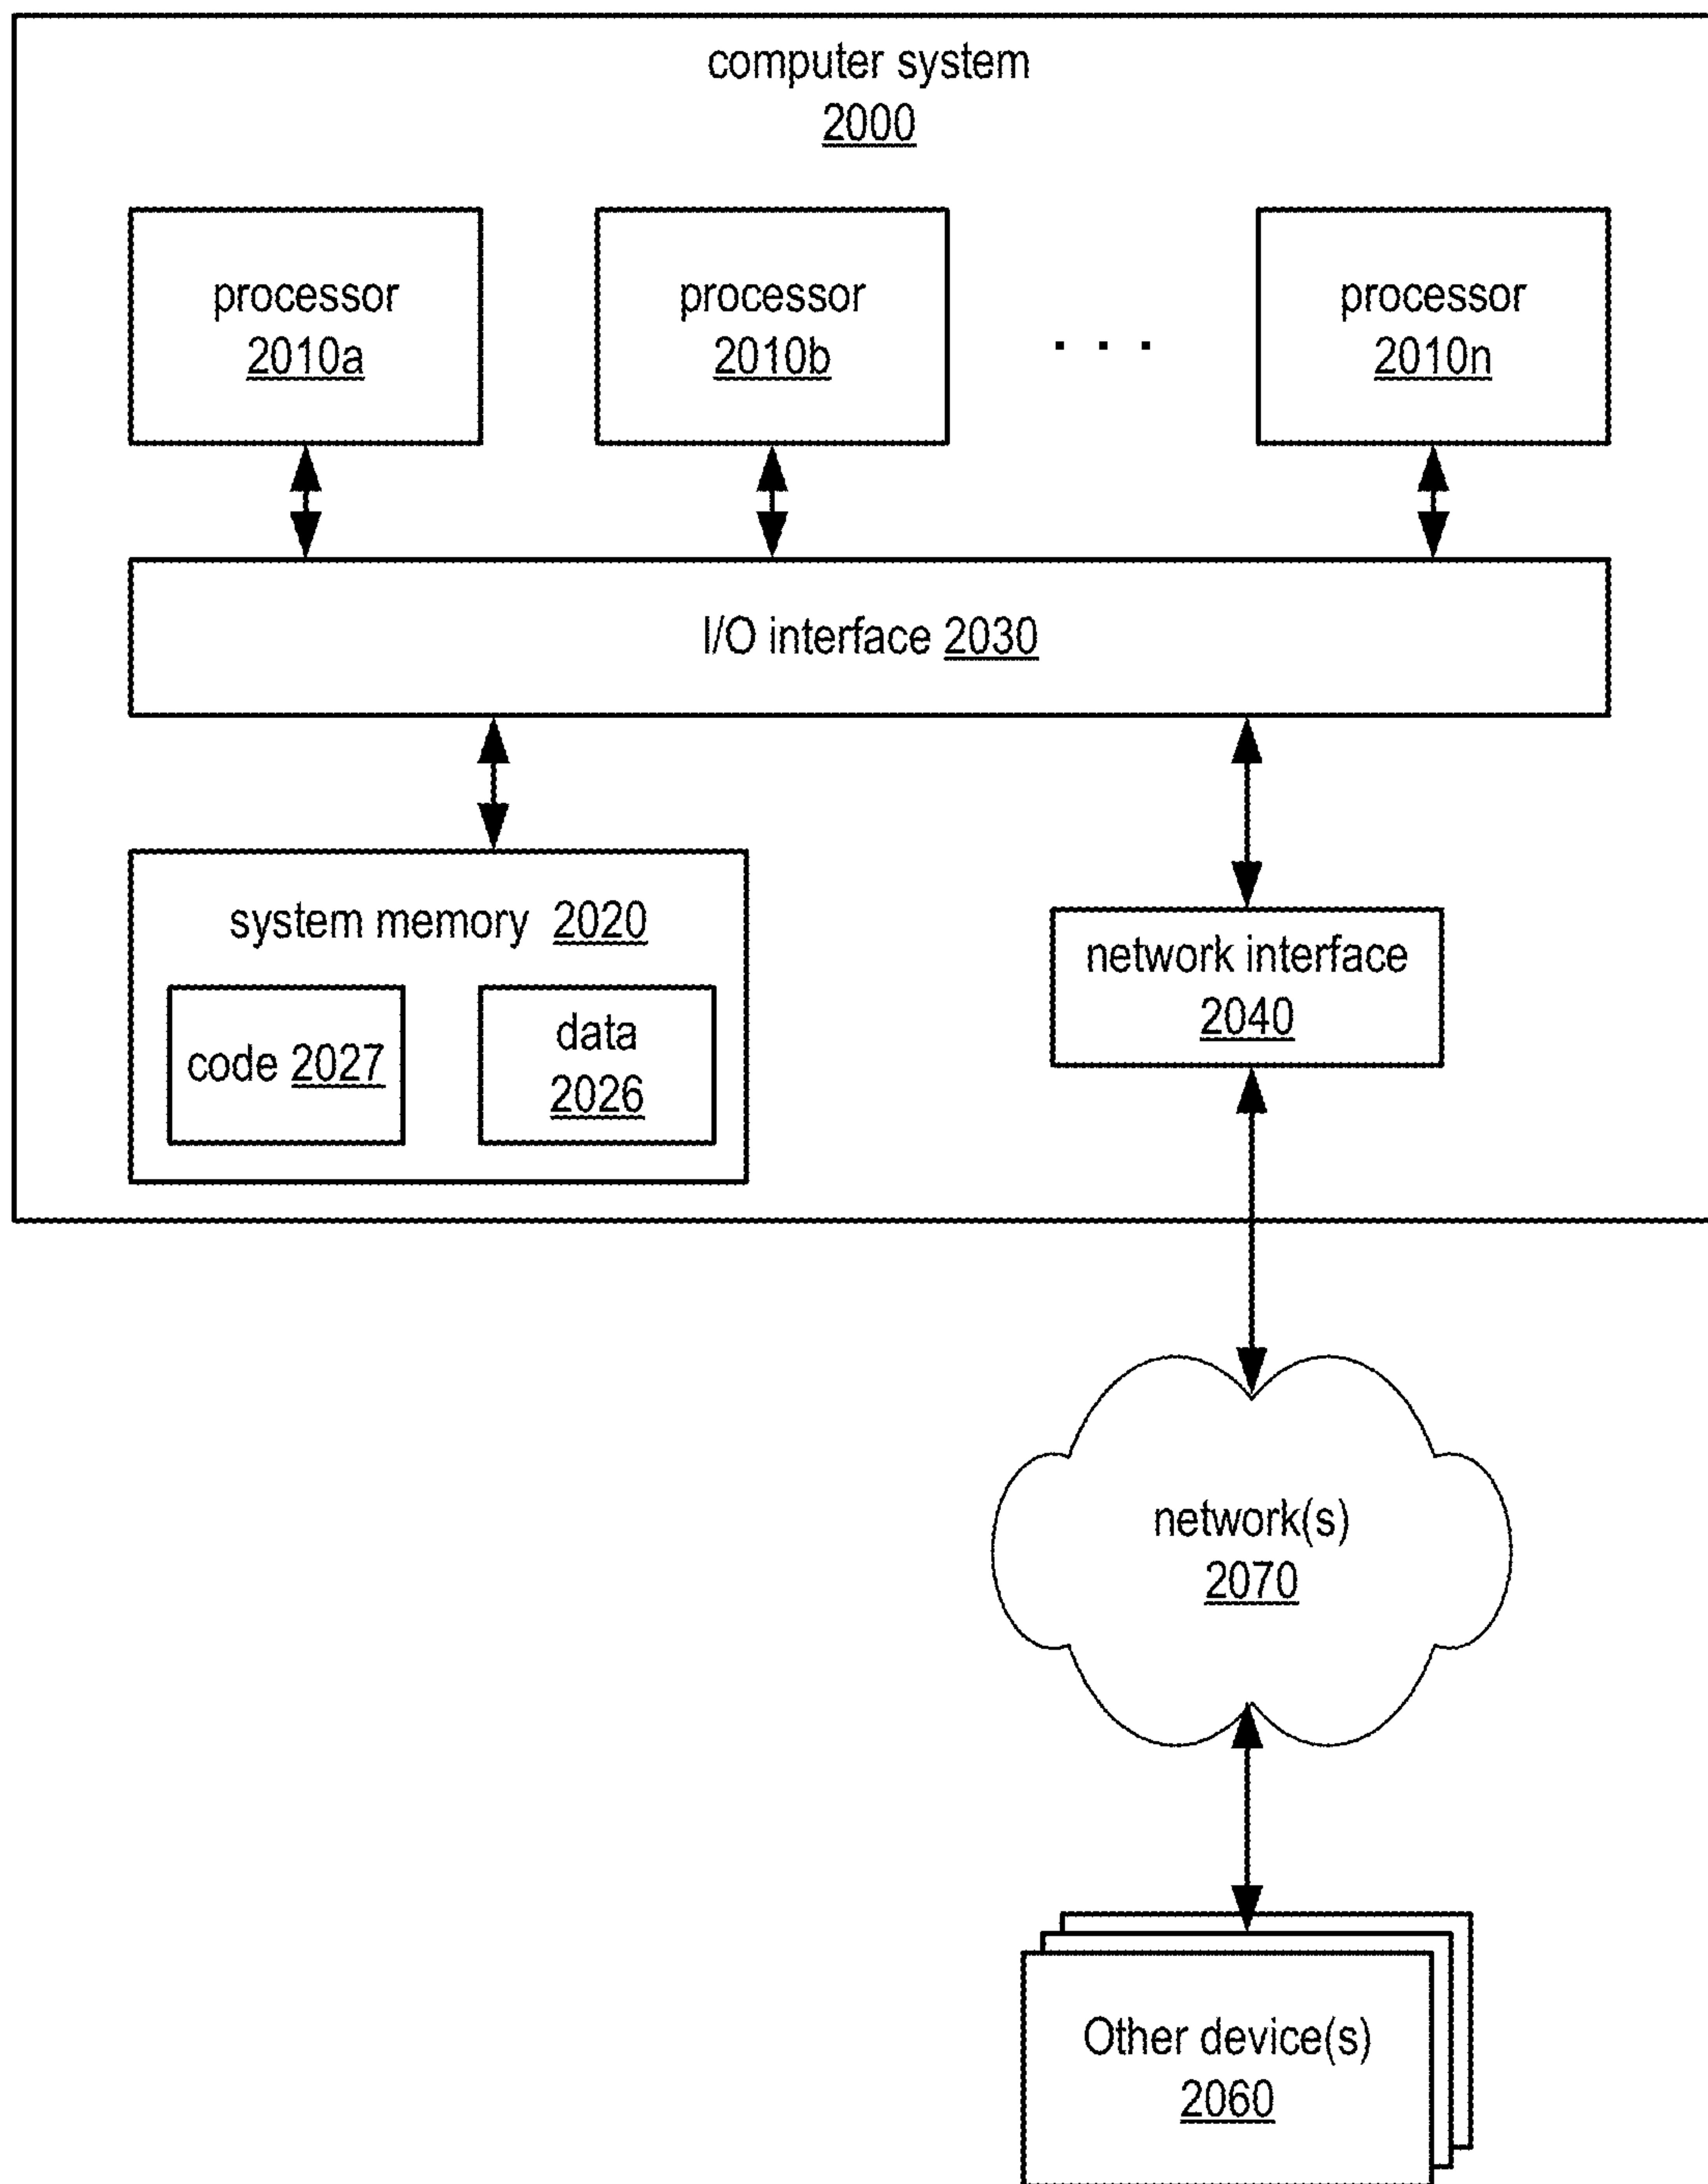 computer system
2000
processor
2010a
processor
2010b
. . .
processor
2010n
I/O interface 2030
system memory 2020
code 2027
data
2026
network interface
2040
network(s)
2070
Other device(s)
2060